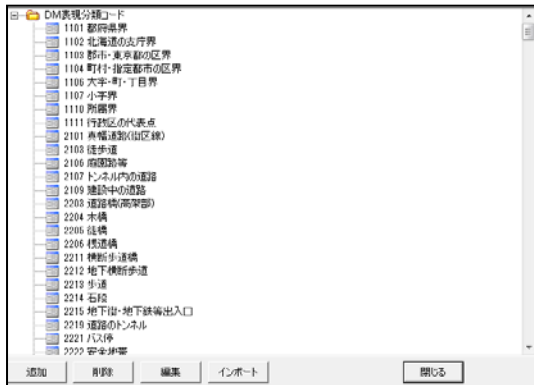 DM表現分類コード
1101 都府県界
1102 北海道の支庁界
1103 郡市・東京都の区界
1104 町村・指定都市の区界
1106 大字・町・丁目界
1107 小字界
1110 所属界
1111 行政区の代表点
2101 真幅道路(街区線)
2103 徒歩道
2106 庭園路等
2107 トンネル内の道路
2109 建設中の道路
2203 道路橋(高架部)
2204 木橋
2205 徒橋
2206 桟道橋
2211 横断歩道橋
2212 地下横断歩道
2213 歩道
2214 石段
2215 地下街・地下鉄等出入口
2219 道路のトンネル
2221 バス停
2222 安全地帯
追加 削除 編集 インポート 閉じる